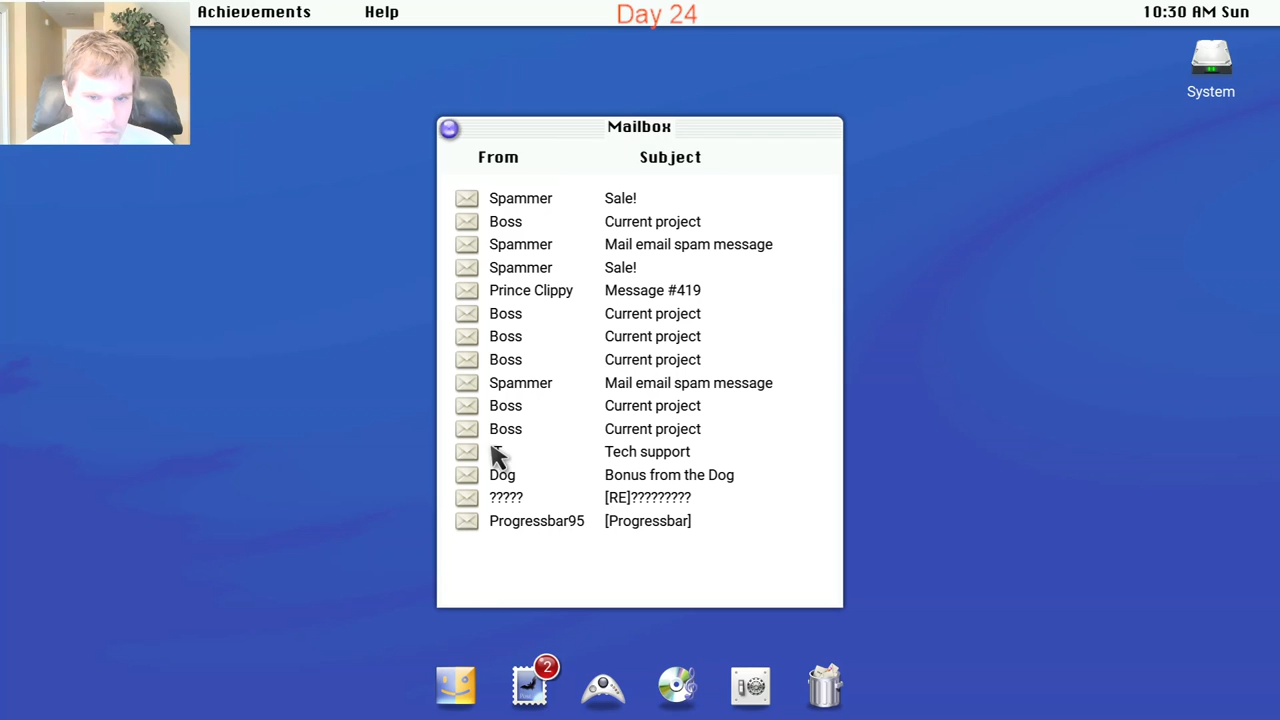 Achievements Help Day 24 10:30 AM Sun
System
Mailbox
From Subject
Spammer Sale!
Boss Current project
Spammer Mail email spam message
Spammer Sale!
Prince Clippy Message #419
Boss Current project
Boss Current project
Boss Current project
Spammer Mail email spam message
Boss Current project
Boss Current project
Tech support
Dog Bonus from the Dog
????? [RE]?????????
Progressbar95 [Progressbar]
2